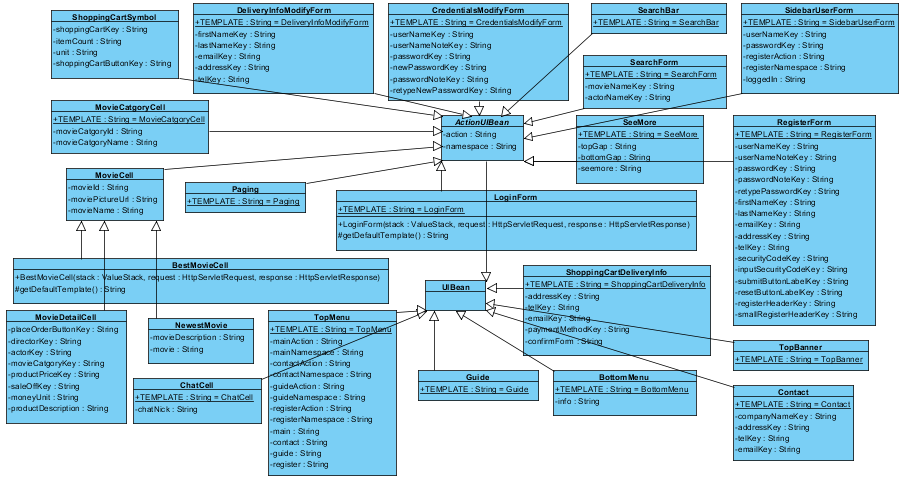 ShoppingCartSymbol
-shoppingCartKey : String
-itemCount : String
-unit : String
-shoppingCartButtonKey : String
DeliveryInfoModifyForm
+TEMPLATE : String = DeliveryInfoModifyForm
-firstNameKey : String
-lastNameKey : String
-emailKey : String
-addressKey : String
-telKey : String
CredentialsModifyForm
+TEMPLATE : String = CredentialsModifyForm
-userNameKey : String
-userNameNoteKey : String
-passwordKey : String
-newPasswordKey : String
-passwordNoteKey : String
-retypeNewPasswordKey : String
SearchBar
+TEMPLATE : String = SearchBar
SidebarUserForm
+TEMPLATE : String = SidebarUserForm
-userNameKey : String
-passwordKey : String
-registerAction : String
-registerNamespace : String
-loggedIn : String
SearchForm
+TEMPLATE : String = SearchForm
-movieNameKey : String
-actorNameKey : String
MovieCatgoryCell
+TEMPLATE : String = MovieCatgoryCell
-movieCatgoryId : String
-movieCatgoryName : String
ActionUIBean
-action : String
-namespace : String
SeeMore
+TEMPLATE : String = SeeMore
-topGap : String
-bottomGap : String
-seemore : String
RegisterForm
+TEMPLATE : String = RegisterForm
-userNameKey : String
-userNameNoteKey : String
-passwordKey : String
-passwordNoteKey : String
-retypePasswordKey : String
-firstNameKey : String
-lastNameKey : String
-emailKey : String
-addressKey : String
-telKey : String
-securityCodeKey : String
-inputSecurityCodeKey : String
-submitButtonLabelKey : String
-resetButtonLabelKey : String
-registerHeaderKey : String
-smallRegisterHeaderKey : String
MovieCell
-movieId : String
-moviePictureUrl : String
-movieName : String
Paging
+TEMPLATE : String = Paging
LoginForm
+TEMPLATE : String = LoginForm
+LoginForm(stack : ValueStack, request : HttpServletRequest, response : HttpServletResponse)
#getDefaultTemplate() : String
BestMovieCell
+BestMovieCell(stack : ValueStack, request : HttpServletRequest, response : HttpServletResponse)
#getDefaultTemplate() : String
UIBean
ShoppingCartDeliveryInfo
+TEMPLATE : String = ShoppingCartDeliveryInfo
-addressKey : String
-telKey : String
-emailKey : String
-paymentMethodKey : String
-confirmForm : String
MovieDetailCell
-placeOrderButtonKey : String
-directorKey : String
-actorKey : String
-movieCatgoryKey : String
-productPriceKey : String
-saleOffKey : String
-moneyUnit : String
-productDescription : String
NewestMovie
-movieDescription : String
-movie : String
TopMenu
+TEMPLATE : String = TopMenu
-mainAction : String
-mainNamespace : String
-contactAction : String
-contactNamespace : String
-guideAction : String
-guideNamespace : String
-registerAction : String
-registerNamespace : String
-main : String
-contact : String
-guide : String
-register : String
TopBanner
+TEMPLATE : String = TopBanner
ChatCell
+TEMPLATE : String = ChatCell
-chatNick : String
Guide
+TEMPLATE : String = Guide
BottomMenu
+TEMPLATE : String = BottomMenu
-info : String
Contact
+TEMPLATE : String = Contact
-companyNameKey : String
-addressKey : String
-telKey : String
-emailKey : String